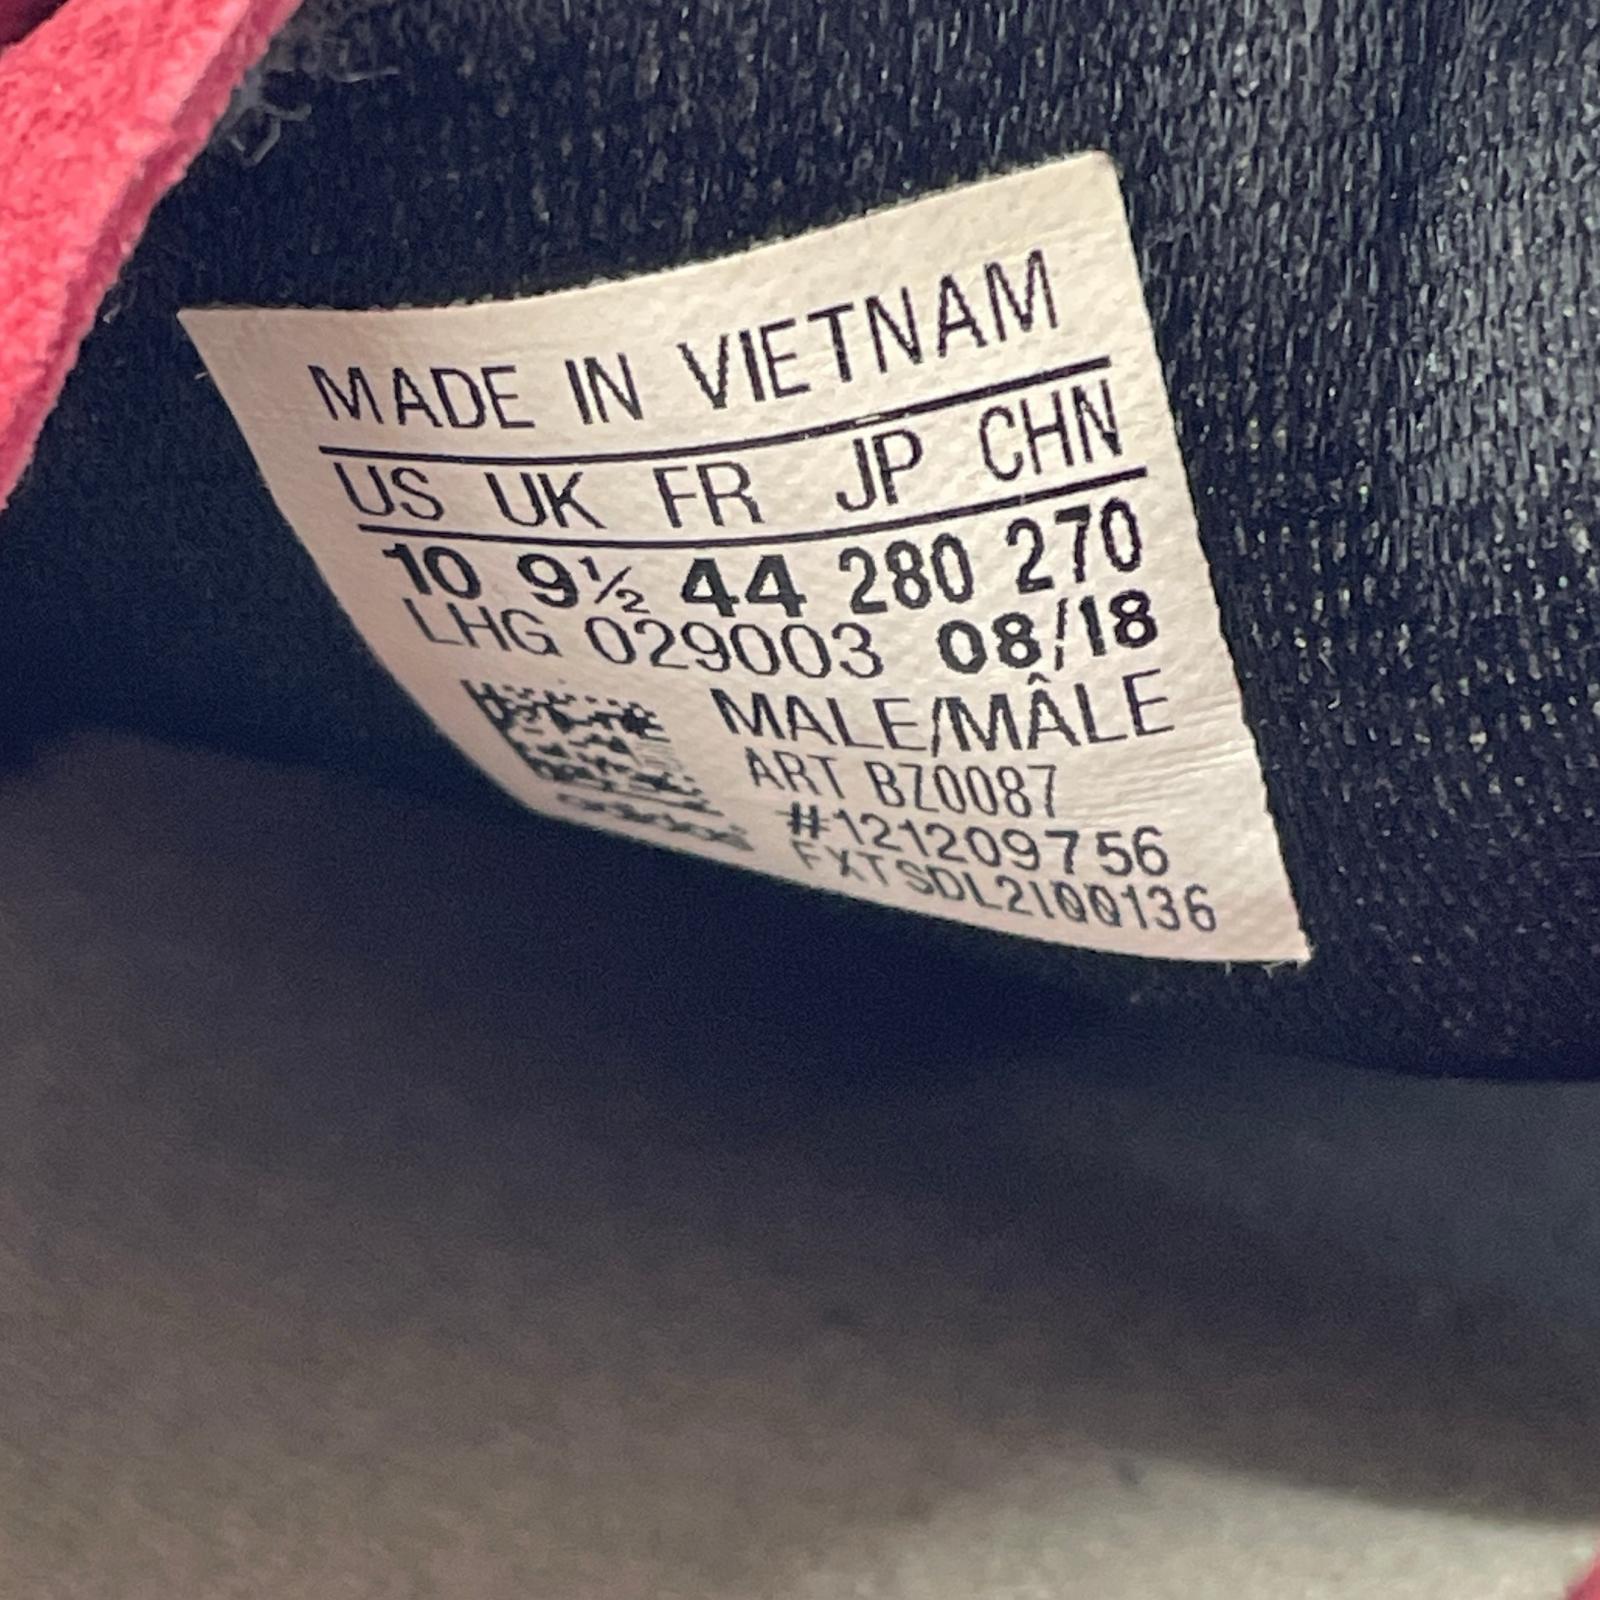 MADE IN VIETNAM
US UK FR JP CHN
10 9½ 44 280 270
LHG 029003 08/18
MALE/MÂLE
ART BZ0087
#121209756
FXTSDL2100136
adidas